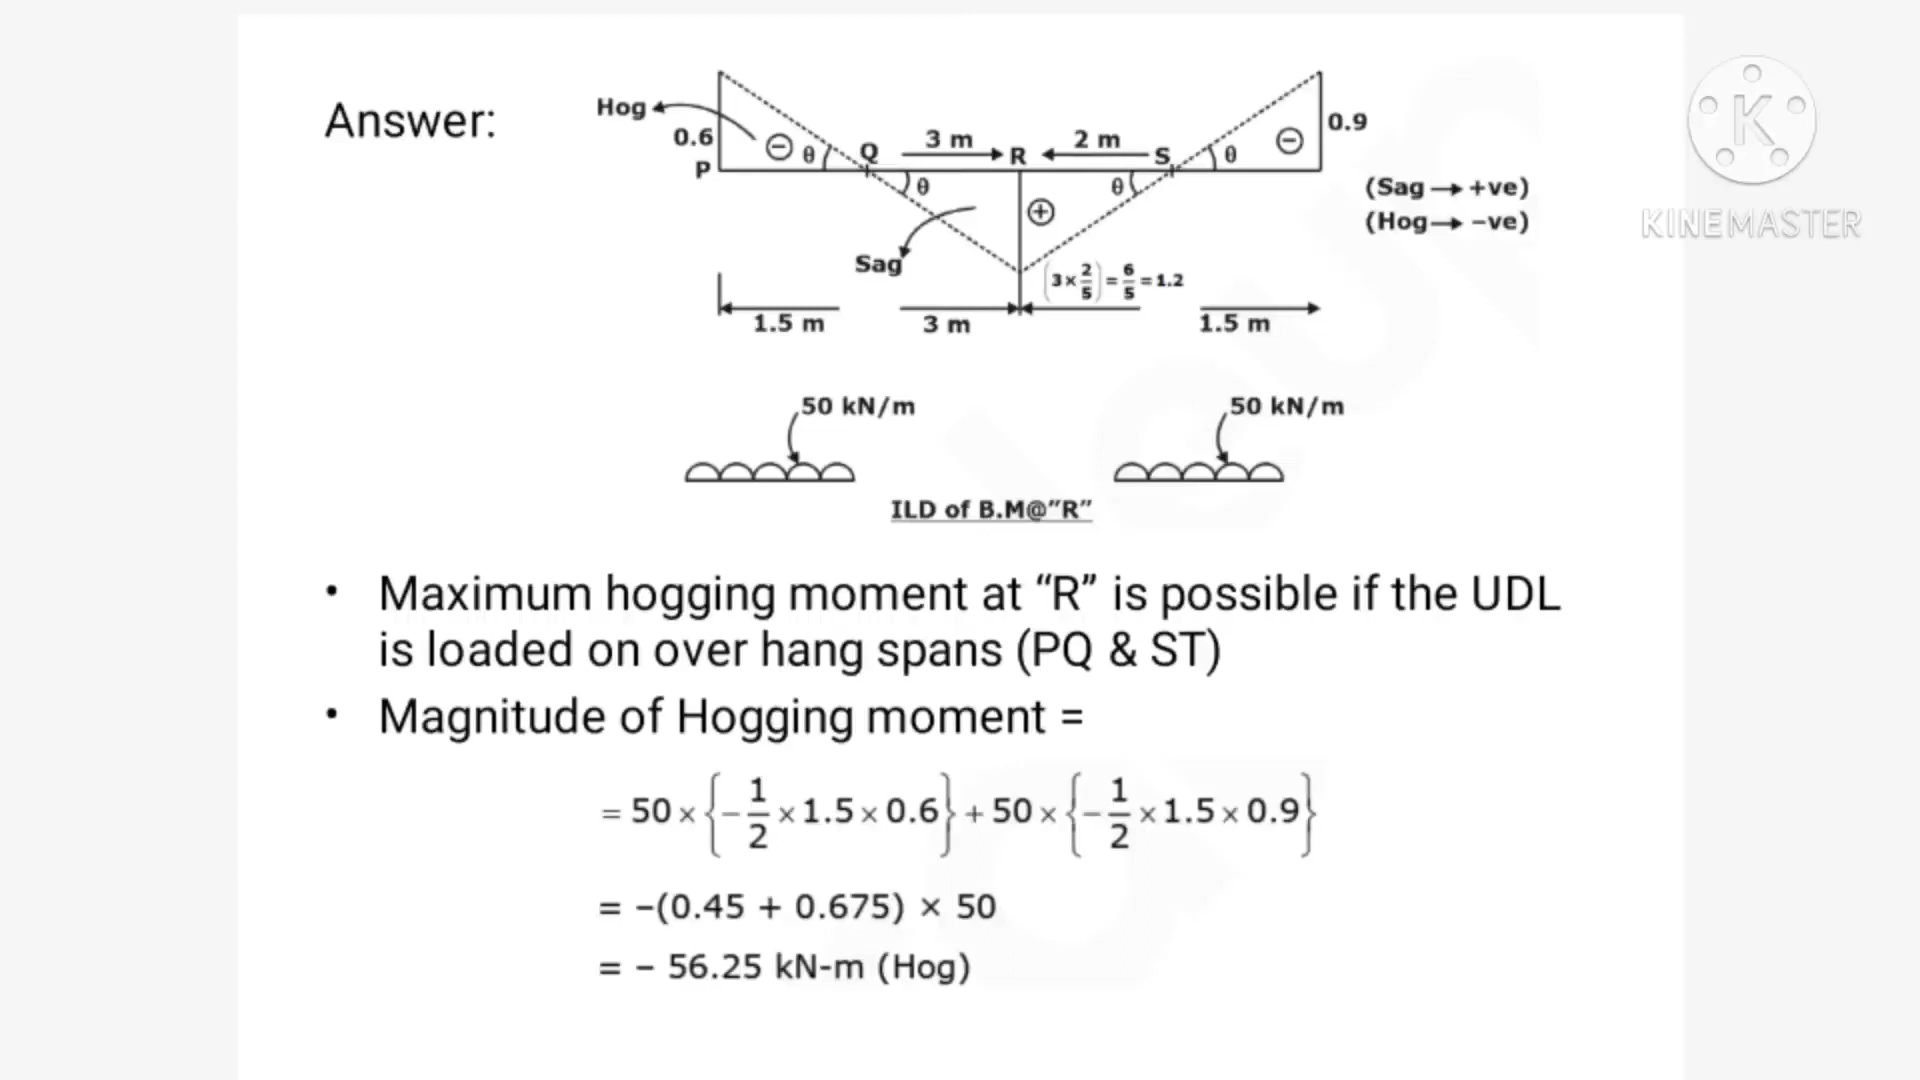 Answer:
Hog
0.6
P
⊖ θ
Q
3 m
R
2 m
S
θ
⊖
0.9
θ
θ
⊕
(Sag → +ve)
(Hog → −ve)
Sag
(3 × 2/5) = 6/5 = 1.2
1.5 m
3 m
1.5 m
KINEMASTER
50 kN/m
50 kN/m
ILD of B.M@"R"
• Maximum hogging moment at “R” is possible if the UDL
is loaded on over hang spans (PQ & ST)
• Magnitude of Hogging moment =
= 50 × {− 1/2 × 1.5 × 0.6} + 50 × {− 1/2 × 1.5 × 0.9}
= −(0.45 + 0.675) × 50
= − 56.25 kN-m (Hog)